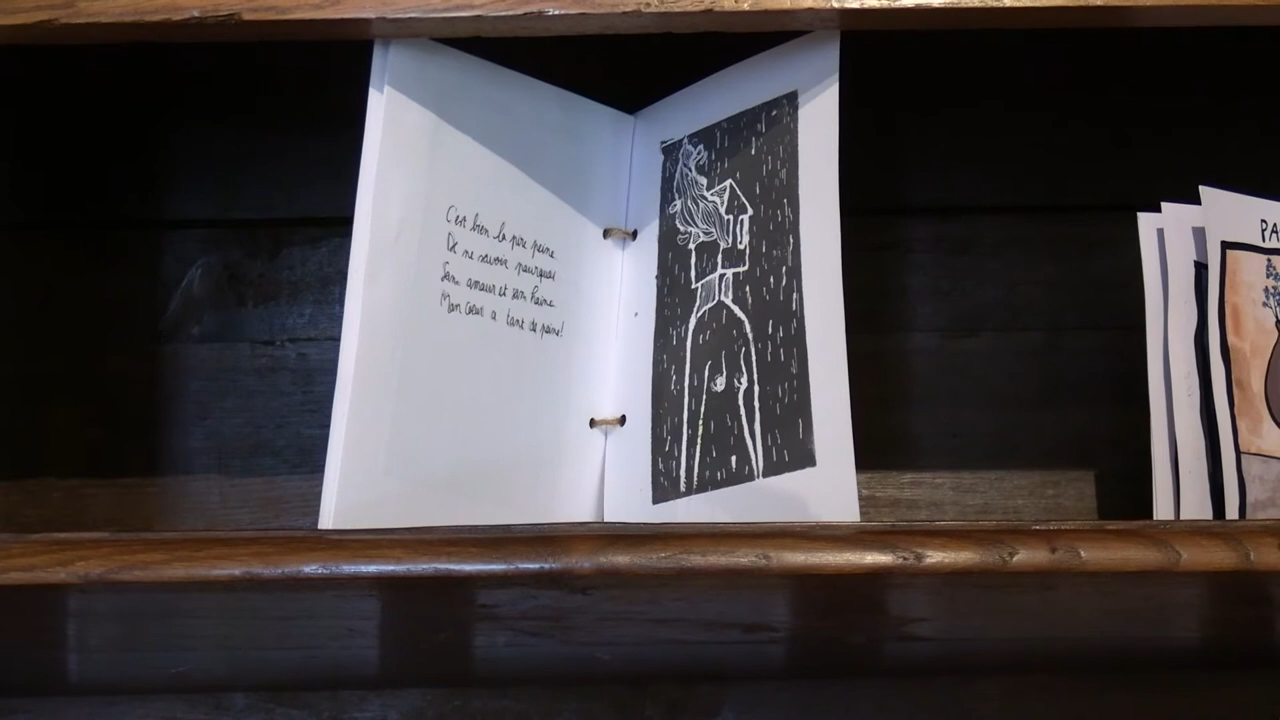 C'est bien la pire peine
De ne savoir pourquoi
Sans amour et sans haine
Mon cœur a tant de peine!
PA